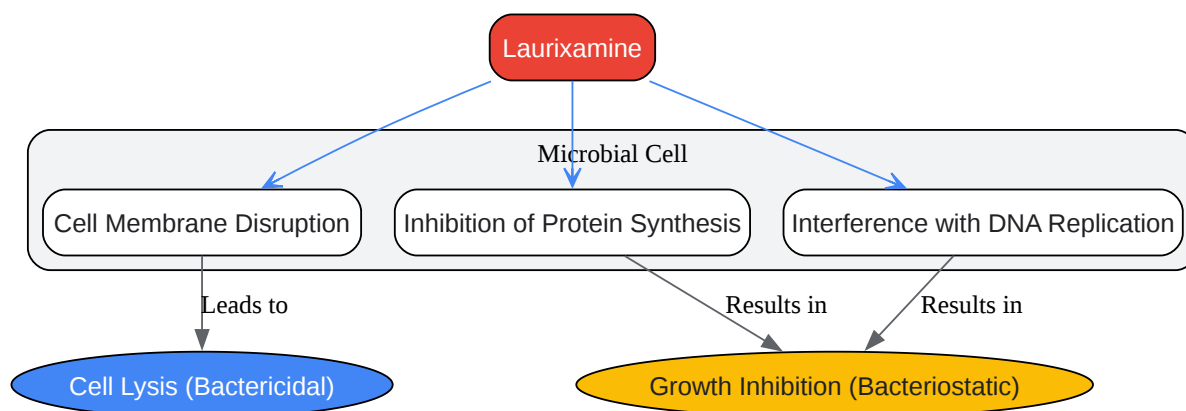 Laurixamine
Microbial Cell
Cell Membrane Disruption
Inhibition of Protein Synthesis
Interference with DNA Replication
Leads to
Results in
Results in
Cell Lysis (Bactericidal)
Growth Inhibition (Bacteriostatic)